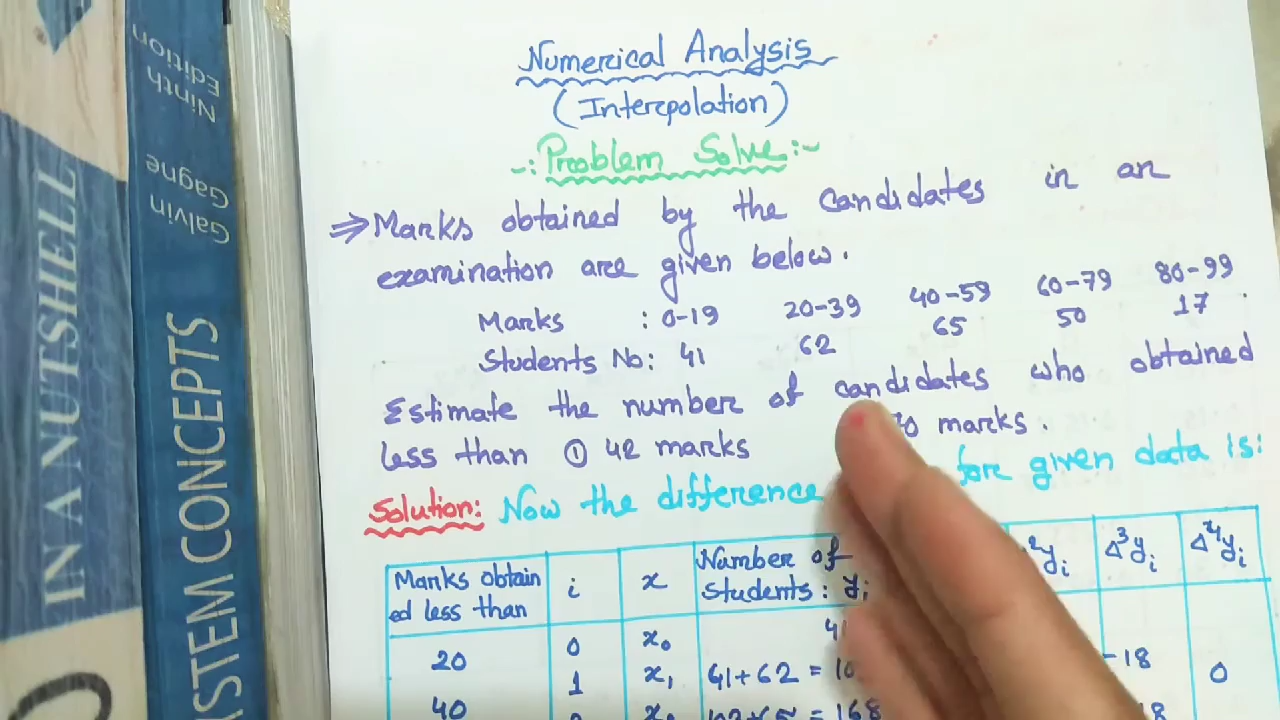 IN A NUTSHELL
SYSTEM CONCEPTS
Galvin
Gagne
Ninth
Edition
Numerical Analysis
(Interpolation)
-: Problem Solve :-
⇒ Marks obtained by the candidates in an
examination are given below.
Marks : 0-19 20-39 40-59 60-79 80-99
Students No: 41 62 65 50 17
Estimate the number of candidates who obtained
less than ① 42 marks 70 marks.
Solution: Now the difference for given data is:
Marks obtain i x Number of Δ³yᵢ Δ⁴yᵢ
ed less than Students : yᵢ
20 0 x₀
1 x₁ 41+62 = -18 0
40 = 168